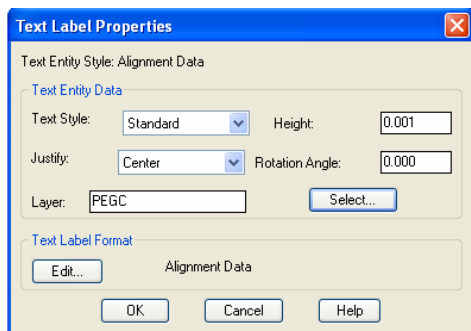 Text Label Properties
Text Entity Style: Alignment Data
Text Entity Data
Text Style: Standard Height: 0.001
Justify: Center Rotation Angle: 0.000
Layer: PEGC Select...
Text Label Format
Edit... Alignment Data
OK Cancel Help